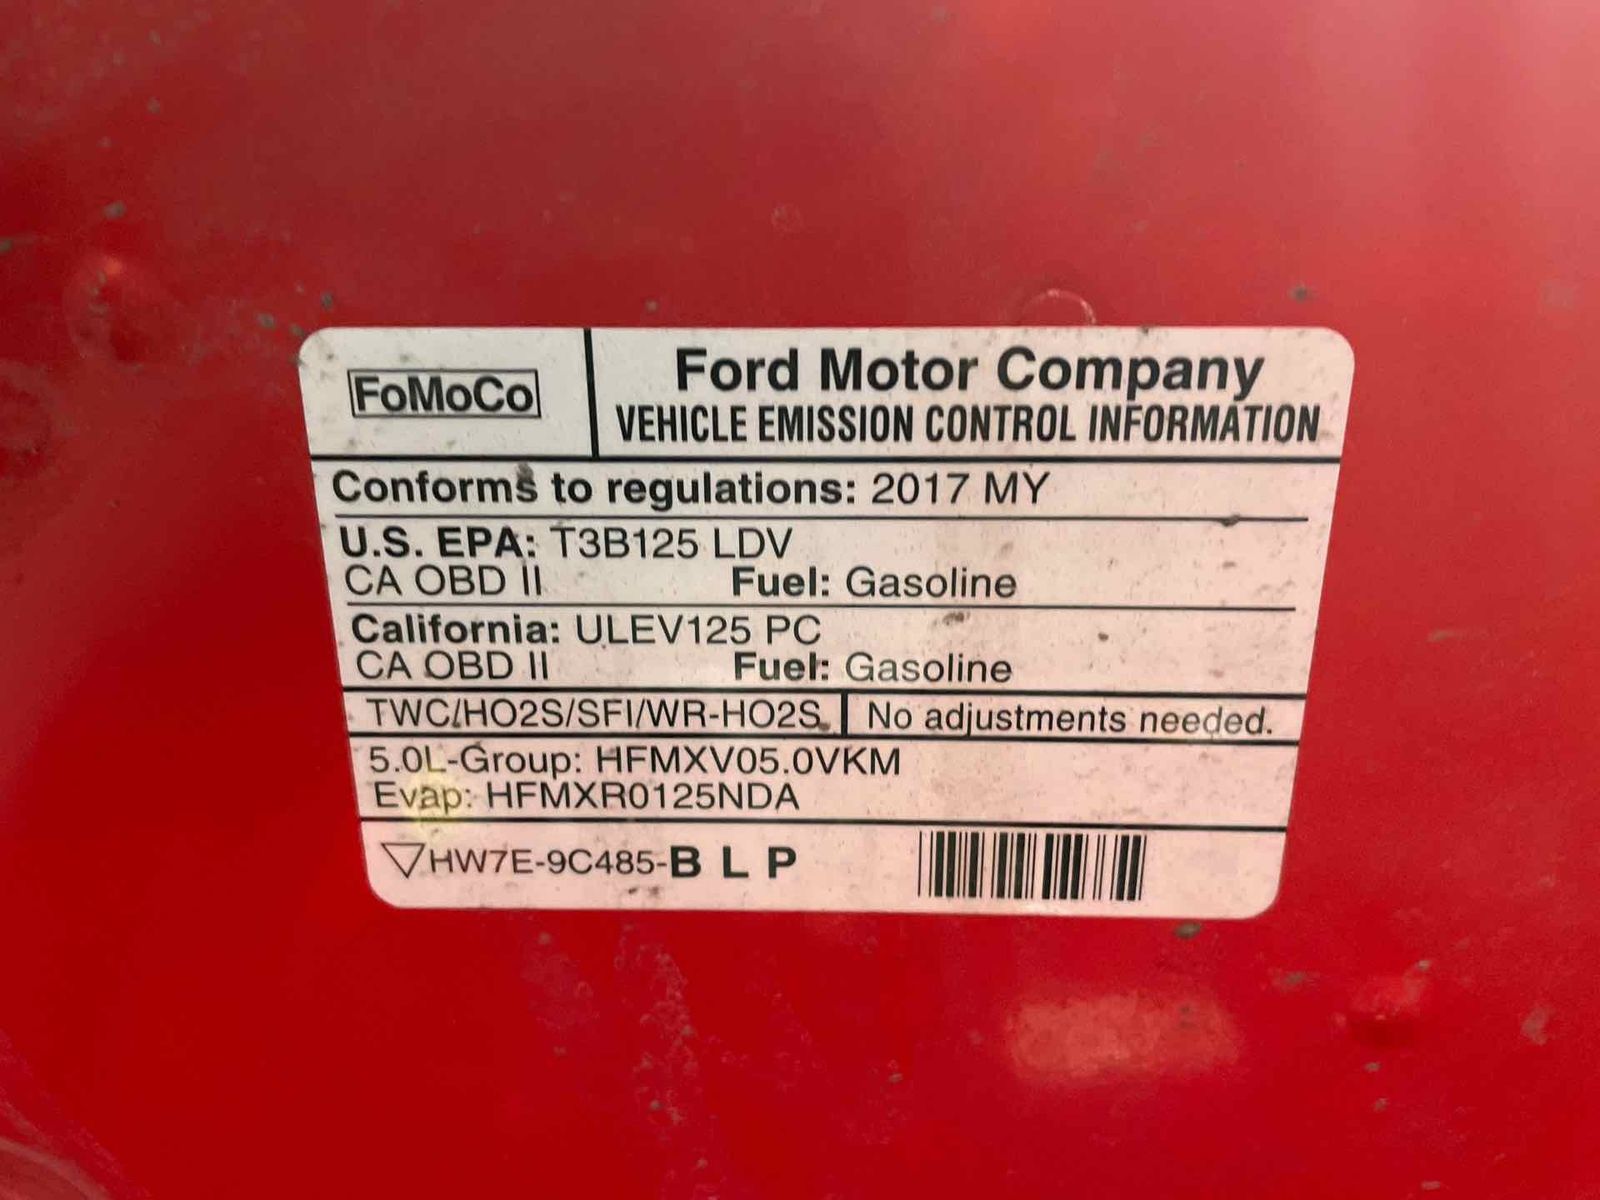 FoMoCo
Ford Motor Company
VEHICLE EMISSION CONTROL INFORMATION
Conforms to regulations: 2017 MY
U.S. EPA: T3B125 LDV
CA OBD II Fuel: Gasoline
California: ULEV125 PC
CA OBD II Fuel: Gasoline
TWC/HO2S/SFI/WR-HO2S No adjustments needed.
5.0L-Group: HFMXV05.0VKM
Evap: HFMXR0125NDA
HW7E-9C485-B L P